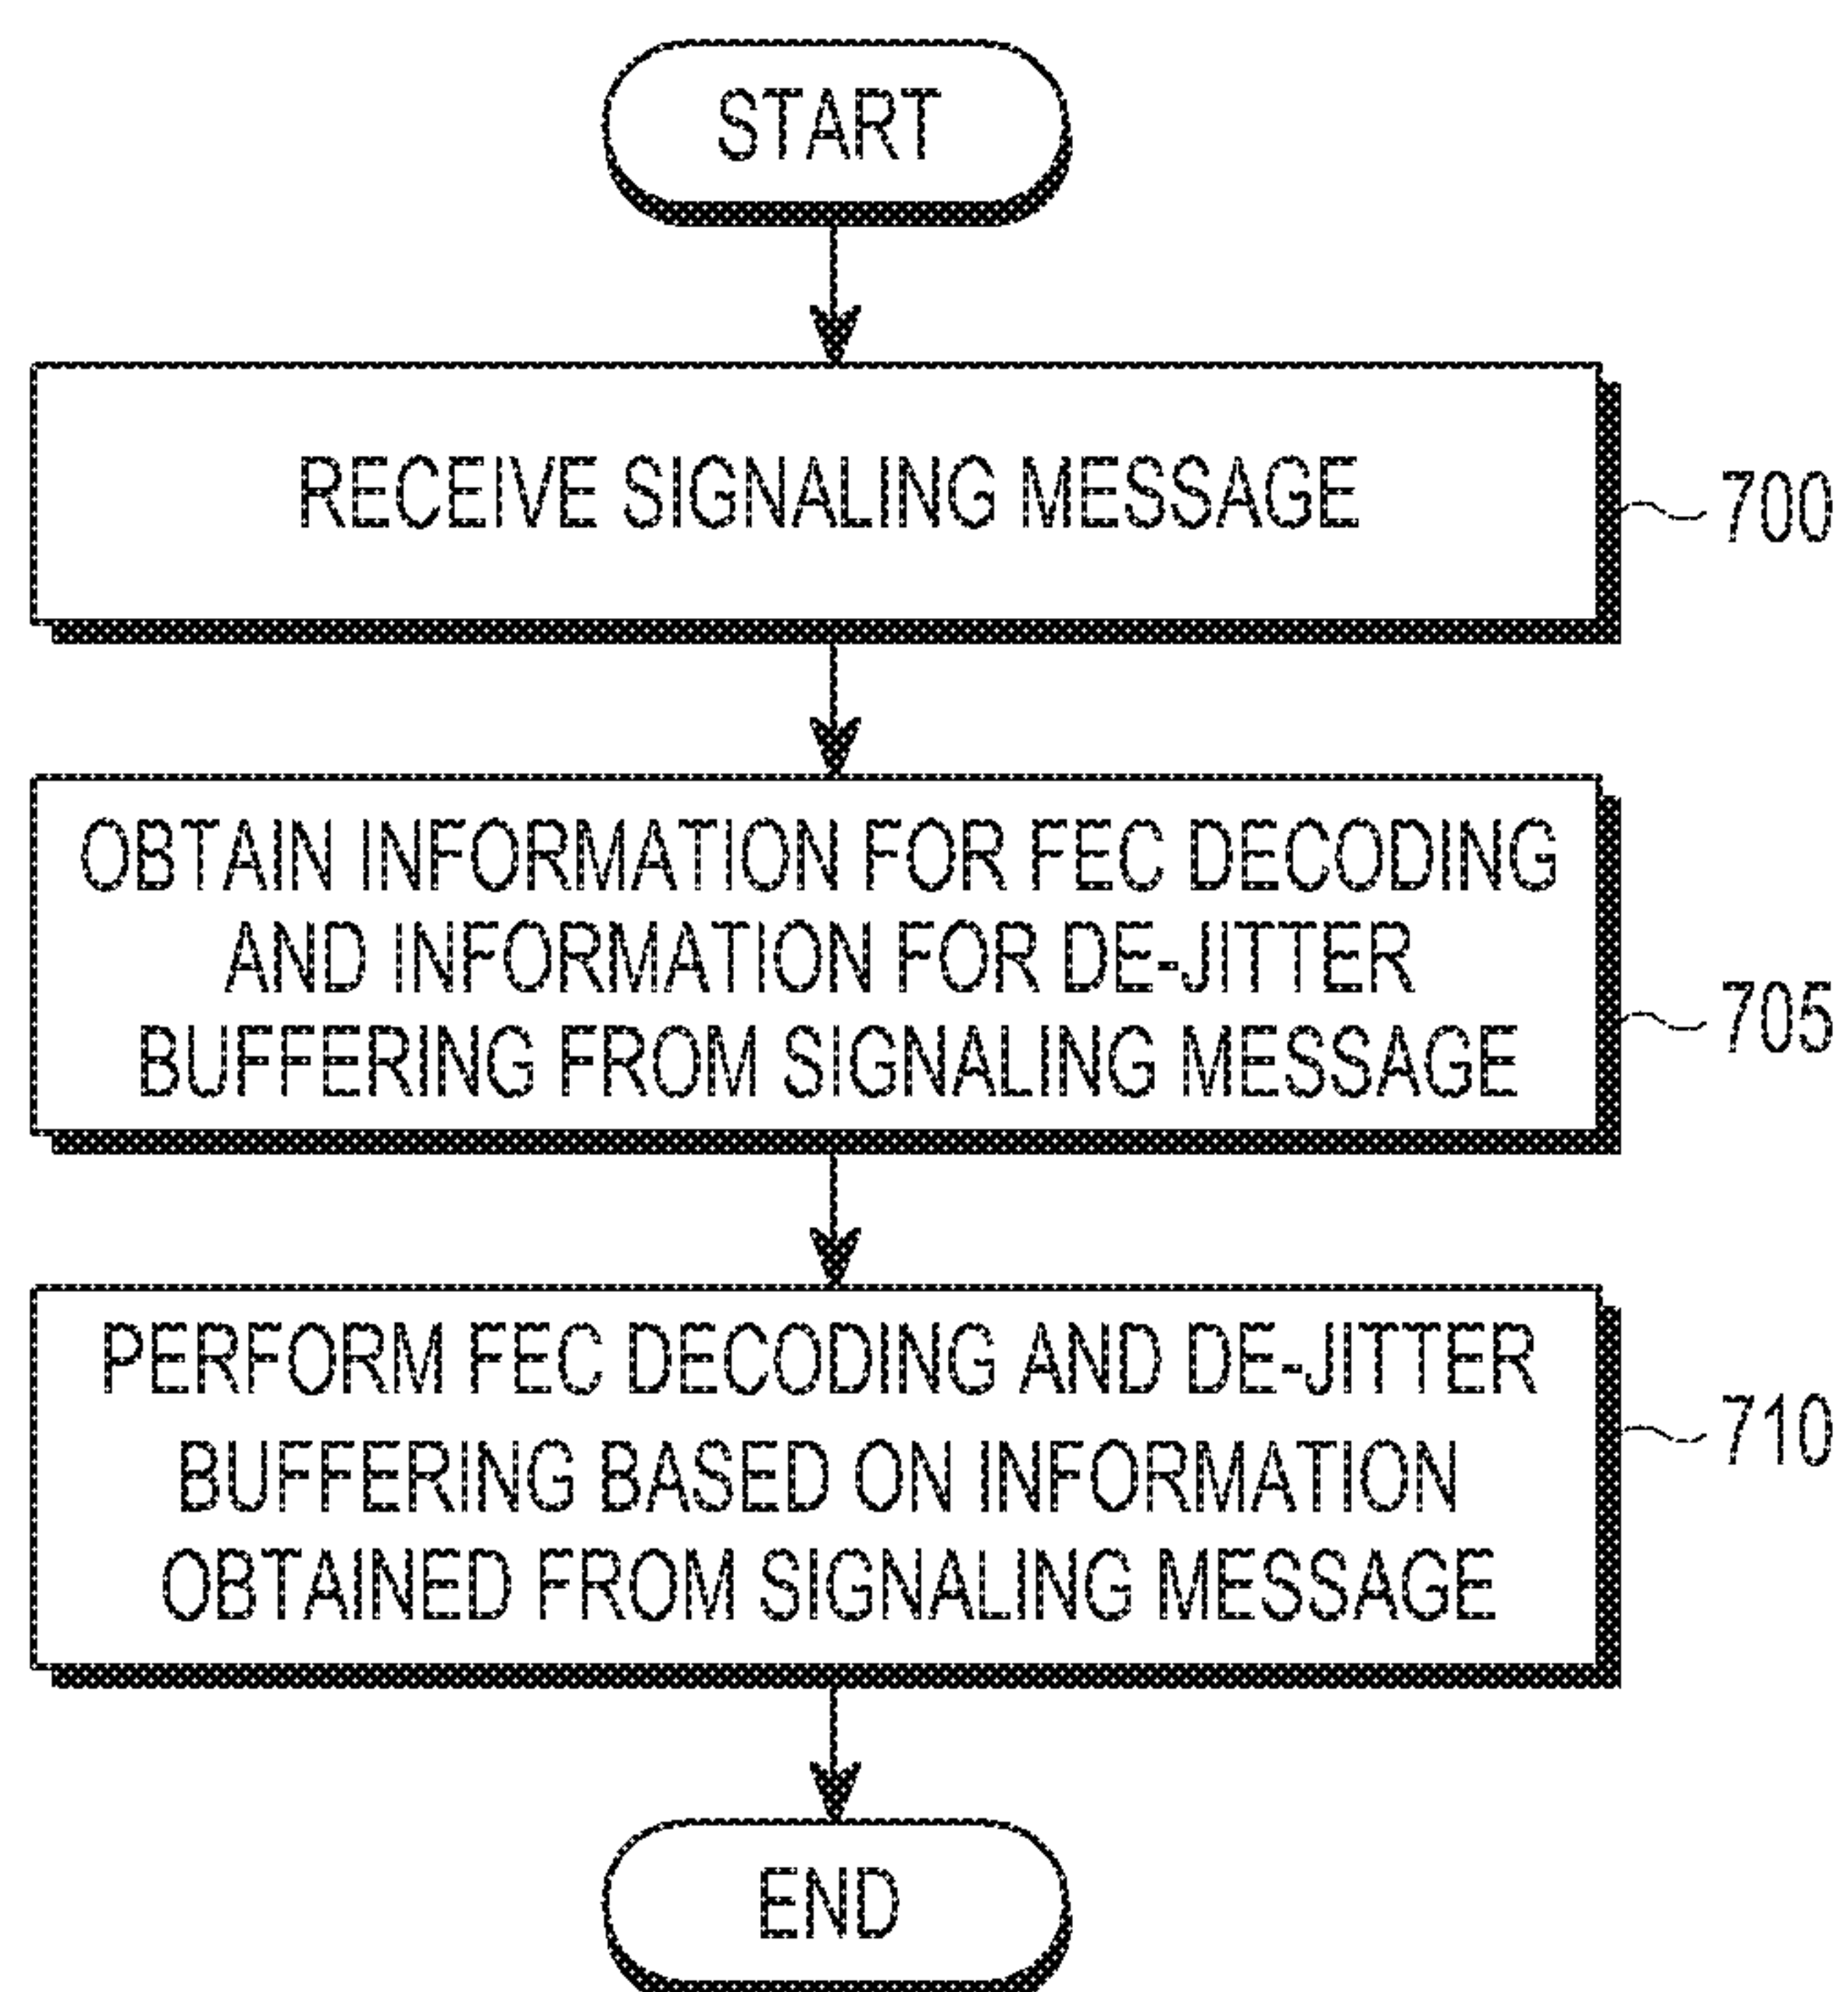 START
RECEIVE SIGNALING MESSAGE
700
OBTAIN INFORMATION FOR FEC DECODING
AND INFORMATION FOR DE-JITTER
BUFFERING FROM SIGNALING MESSAGE
705
PERFORM FEC DECODING AND DE-JITTER
BUFFERING BASED ON INFORMATION
OBTAINED FROM SIGNALING MESSAGE
710
END